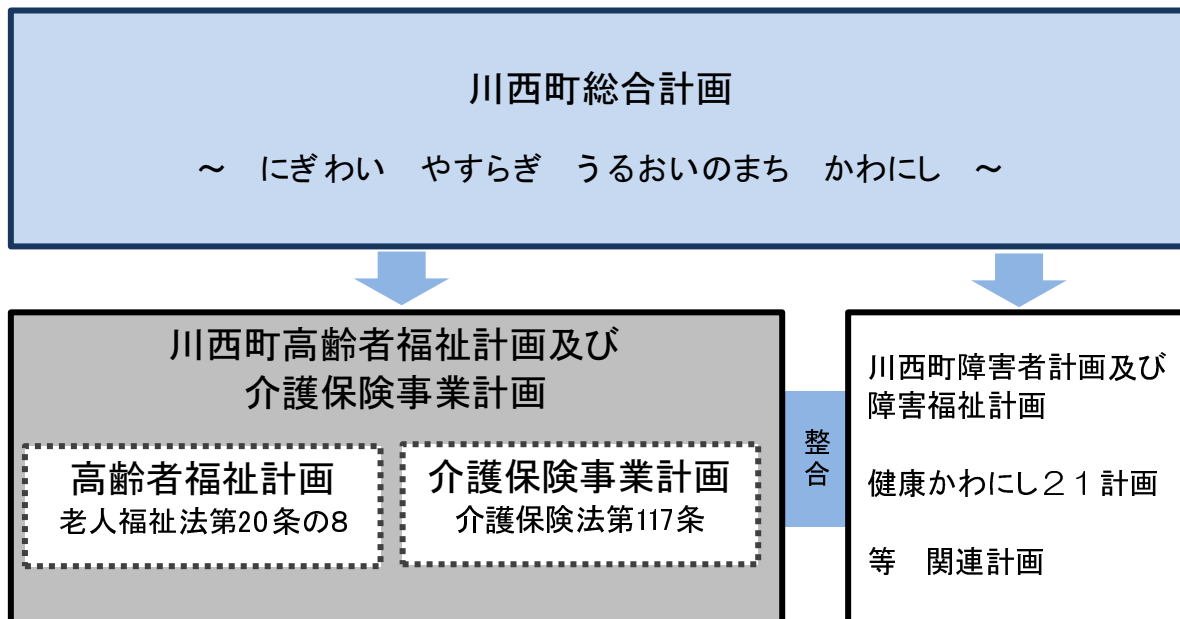 川西町総合計画
～　にぎわい　やすらぎ　うるおいのまち　かわにし　～
川西町高齢者福祉計画及び
介護保険事業計画
高齢者福祉計画
老人福祉法第20条の8
介護保険事業計画
介護保険法第117条
整合
川西町障害者計画及び
障害福祉計画
健康かわにし２１計画
等　関連計画